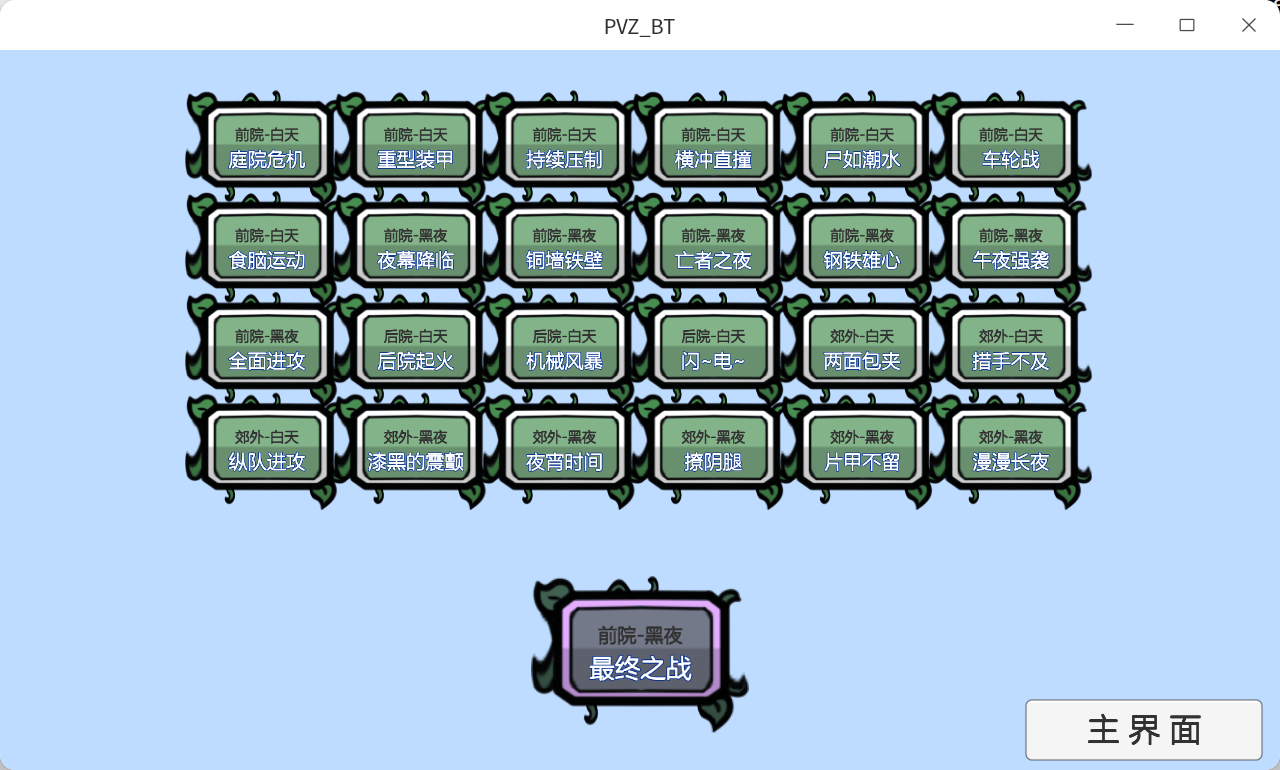 PVZ_BT
前院-白天
庭院危机
前院-白天
重型装甲
前院-白天
持续压制
前院-白天
横冲直撞
前院-白天
尸如潮水
前院-白天
车轮战
前院-白天
食脑运动
前院-黑夜
夜幕降临
前院-黑夜
铜墙铁壁
前院-黑夜
亡者之夜
前院-黑夜
钢铁雄心
前院-黑夜
午夜强袭
前院-黑夜
全面进攻
后院-白天
后院起火
后院-白天
机械风暴
后院-白天
闪~电~
郊外-白天
两面包夹
郊外-白天
措手不及
郊外-白天
纵队进攻
郊外-黑夜
漆黑的震颤
郊外-黑夜
夜宵时间
郊外-黑夜
撩阴腿
郊外-黑夜
片甲不留
郊外-黑夜
漫漫长夜
前院-黑夜
最终之战
主界面